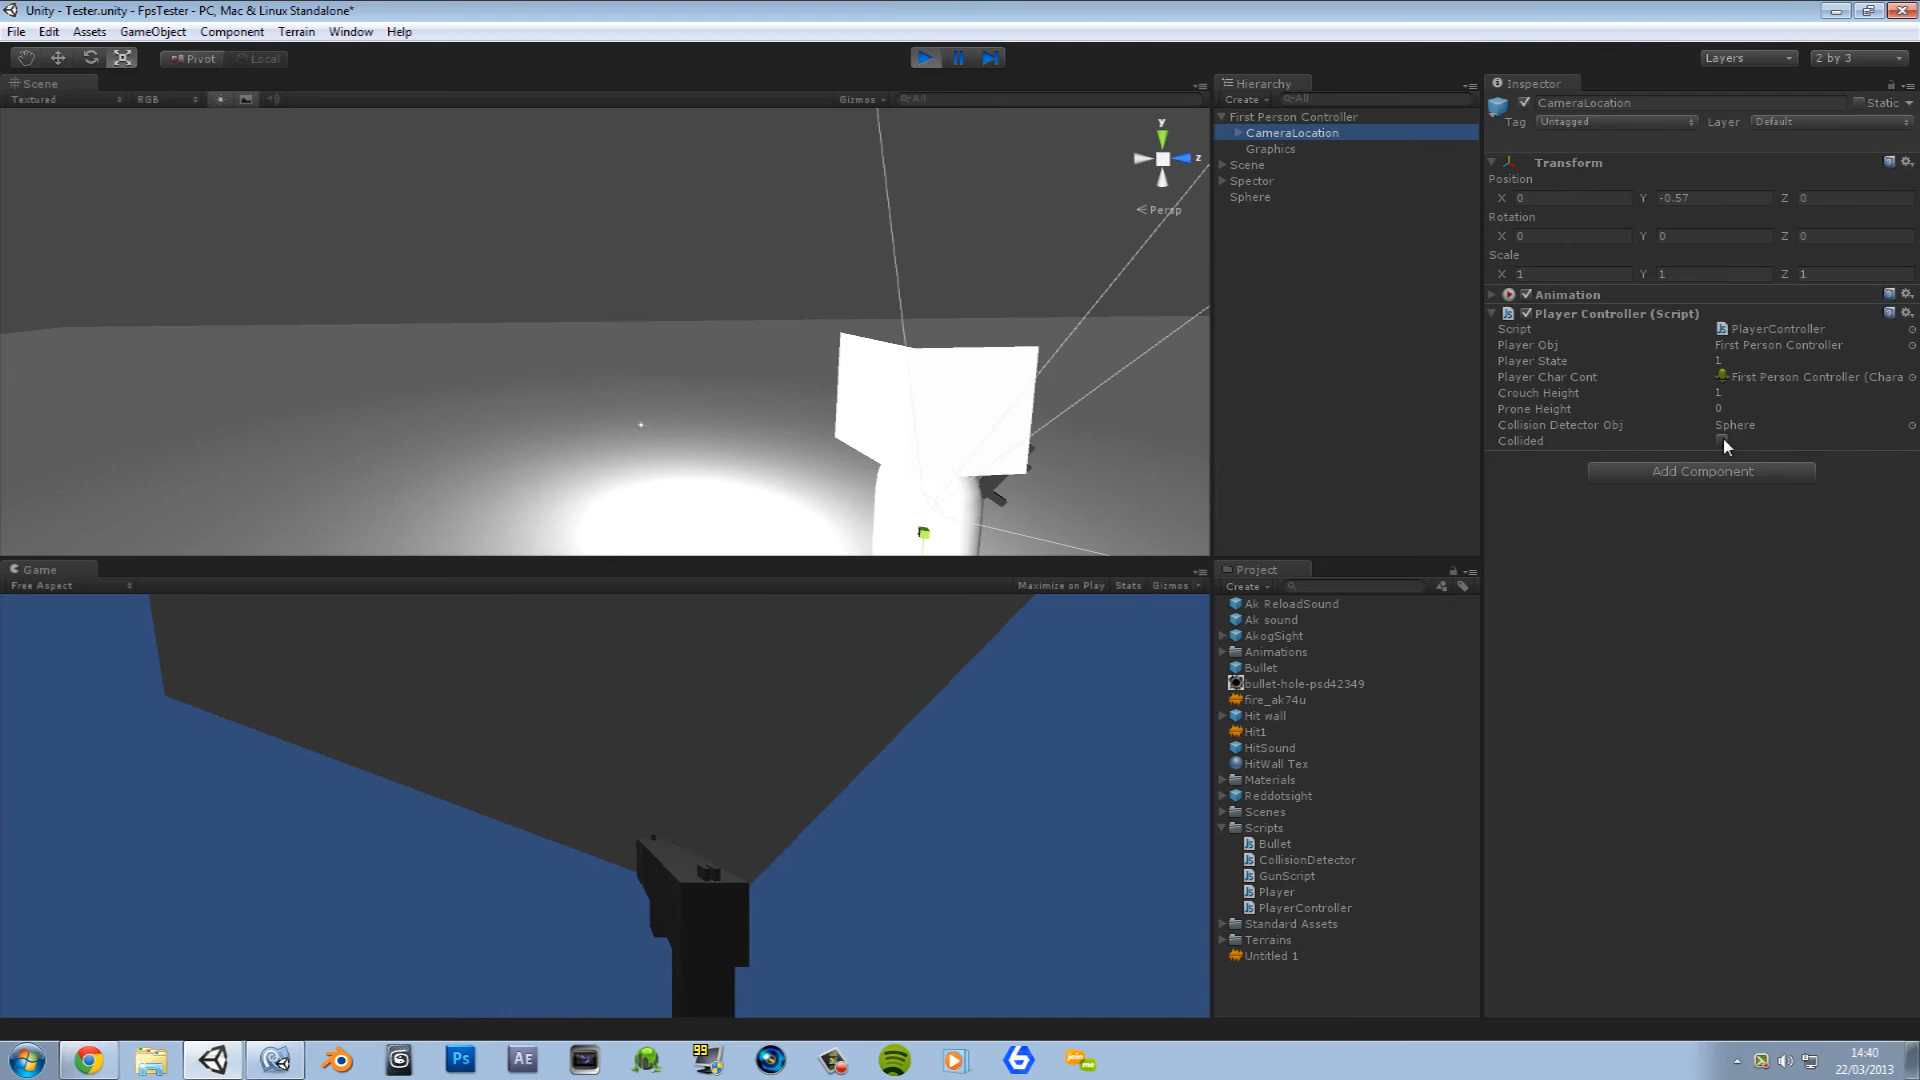 Unity - Tester.unity - FpsTester - PC, Mac & Linux Standalone*
File Edit Assets GameObject Component Terrain Window Help
Pivot Local Layers 2 by 3
Scene
Textured RGB Gizmos All
y
z
Persp
Hierarchy
Create All
First Person Controller
CameraLocation
Graphics
Scene
Spector
Sphere
Inspector
CameraLocation Static
Tag Untagged Layer Default
Transform
Position
X 0 Y -0.57 Z 0
Rotation
X 0 Y 0 Z 0
Scale
X 1 Y 1 Z 1
Animation
Player Controller (Script)
Script PlayerController
Player Obj First Person Controller
Player State 1
Player Char Cont First Person Controller (Chara
Crouch Height 1
Prone Height 0
Collision Detector Obj Sphere
Collided
Add Component
Game
Free Aspect Maximize on Play Stats Gizmos
Project
Create
Ak ReloadSound
Ak sound
AkogSight
Animations
Bullet
bullet-hole-psd42349
fire_ak74u
Hit wall
Hit1
HitSound
HitWall Tex
Materials
Reddotsight
Scenes
Scripts
Bullet
CollisionDetector
GunScript
Player
PlayerController
Standard Assets
Terrains
Untitled 1
Ps
AE
99
join me
14:40
22/03/2013